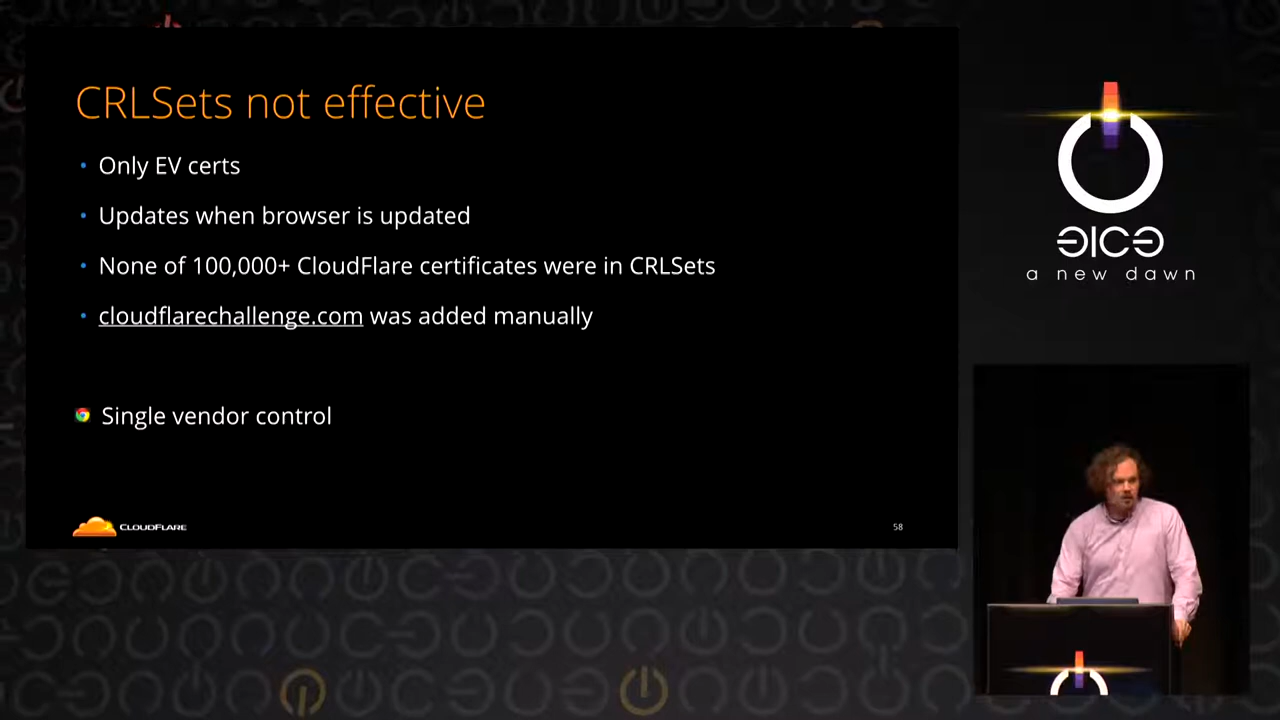 CRLSets not effective
Only EV certs
Updates when browser is updated
None of 100,000+ CloudFlare certificates were in CRLSets
cloudflarechallenge.com was added manually
Single vendor control
CLOUDFLARE
58
a new dawn